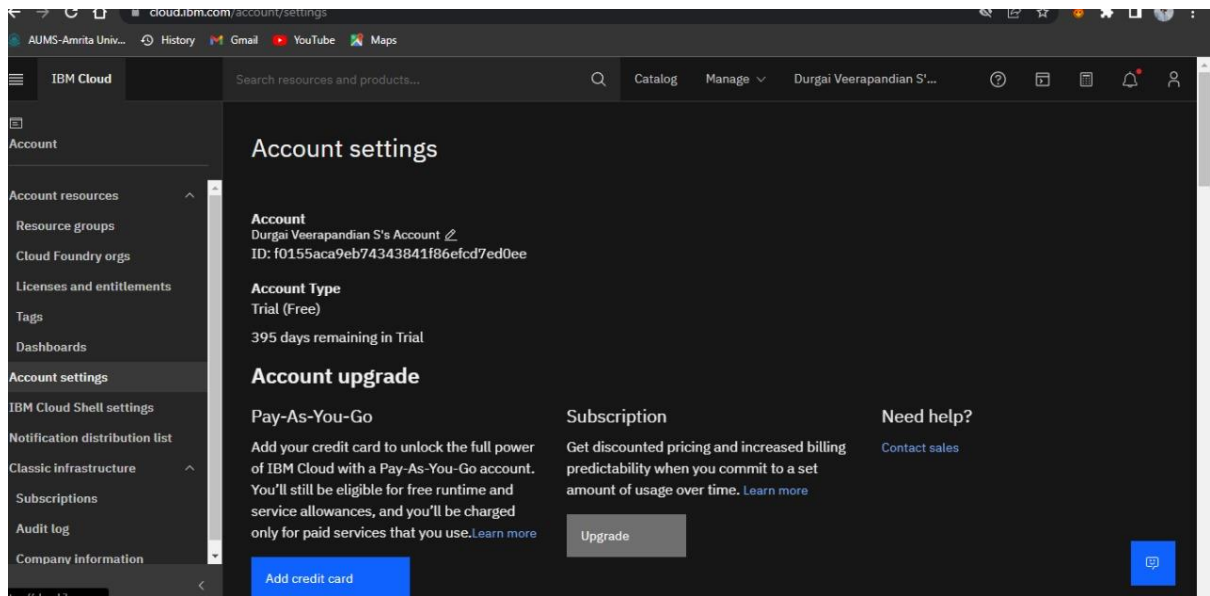 cloud.ibm.com/account/settings
AUMS-Amrita Univ...
History
Gmail
YouTube
Maps
IBM Cloud
Search resources and products...
Catalog
Manage
Durgai Veerapandian S'...
Account
Account resources
Resource groups
Cloud Foundry orgs
Licenses and entitlements
Tags
Dashboards
Account settings
IBM Cloud Shell settings
Notification distribution list
Classic infrastructure
Subscriptions
Audit log
Company information
Account settings
Account
Durgai Veerapandian S's Account
ID: f0155aca9eb74343841f86efcd7ed0ee
Account Type
Trial (Free)
395 days remaining in Trial
Account upgrade
Pay-As-You-Go
Add your credit card to unlock the full power
of IBM Cloud with a Pay-As-You-Go account.
You'll still be eligible for free runtime and
service allowances, and you'll be charged
only for paid services that you use.Learn more
Add credit card
Subscription
Get discounted pricing and increased billing
predictability when you commit to a set
amount of usage over time. Learn more
Upgrade
Need help?
Contact sales